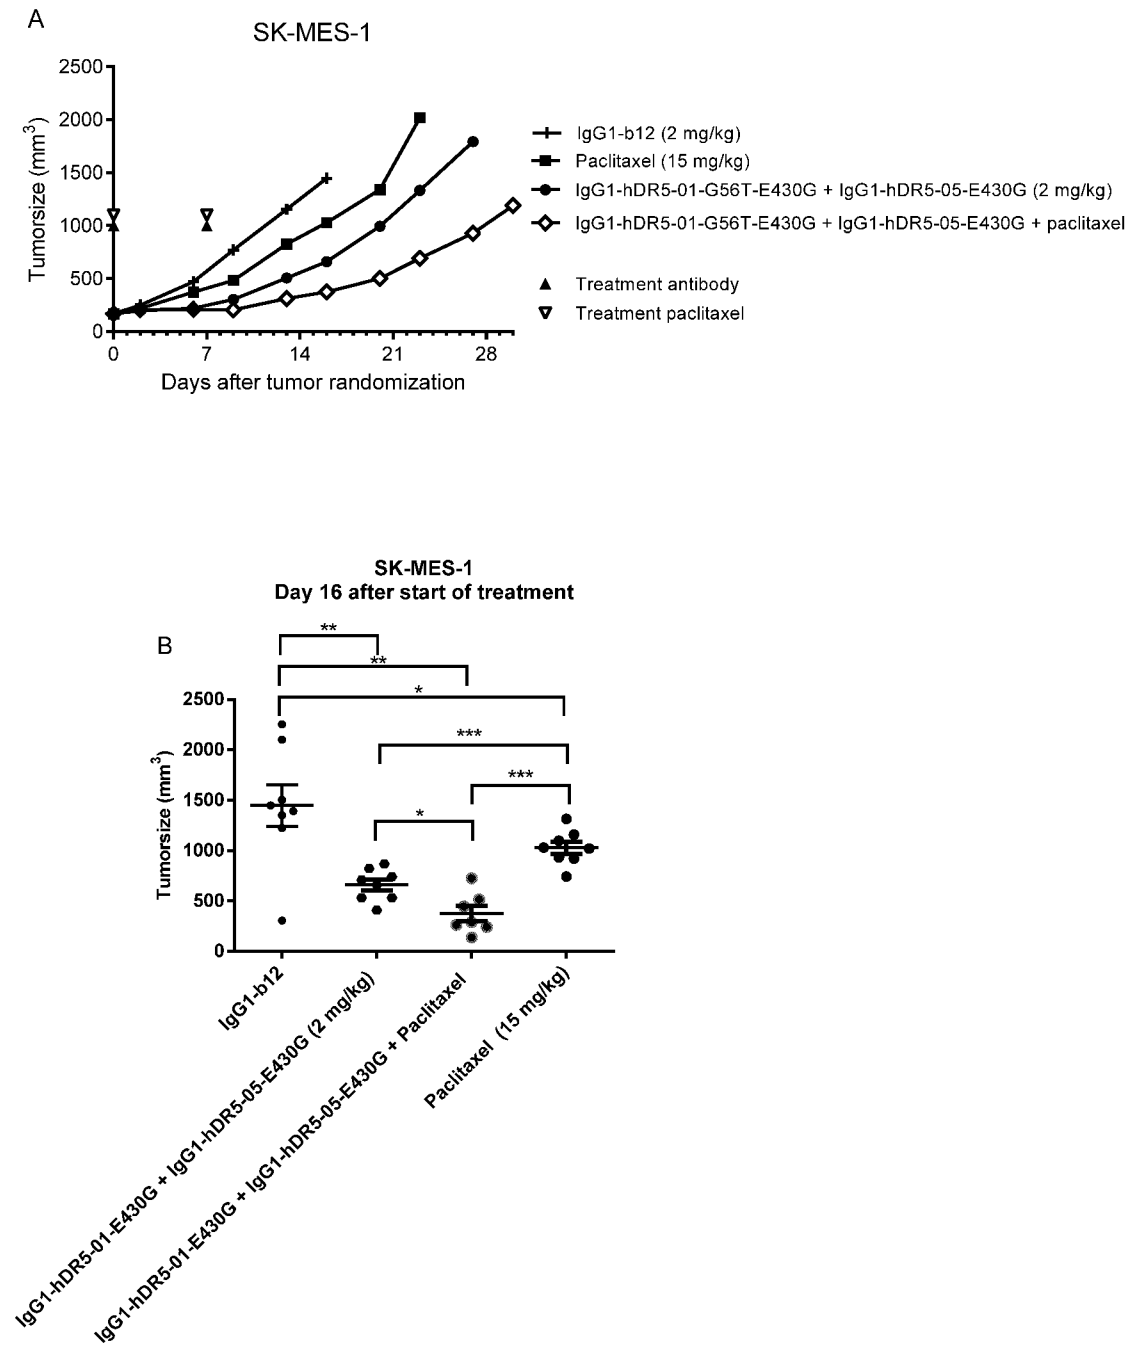 A
SK-MES-1
2500
2000
1500
1000
500
0
Tumorsize (mm3)
0 7 14 21 28
Days after tumor randomization
IgG1-b12 (2 mg/kg)
Paclitaxel (15 mg/kg)
IgG1-hDR5-01-G56T-E430G + IgG1-hDR5-05-E430G (2 mg/kg)
IgG1-hDR5-01-G56T-E430G + IgG1-hDR5-05-E430G + paclitaxel
Treatment antibody
Treatment paclitaxel
SK-MES-1
Day 16 after start of treatment
B
**
**
*
***
***
*
2500
2000
1500
1000
500
0
Tumorsize (mm3)
IgG1-b12
IgG1-hDR5-01-E430G + IgG1-hDR5-05-E430G (2 mg/kg)
IgG1-hDR5-01-E430G + IgG1-hDR5-05-E430G + Paclitaxel
Paclitaxel (15 mg/kg)